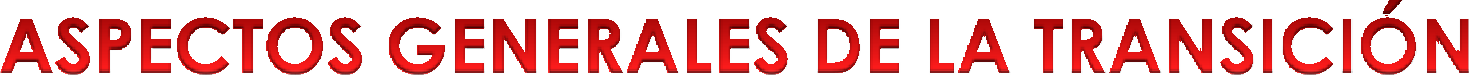 ASPECTOS GENERALES DE LA TRANSICIÓN